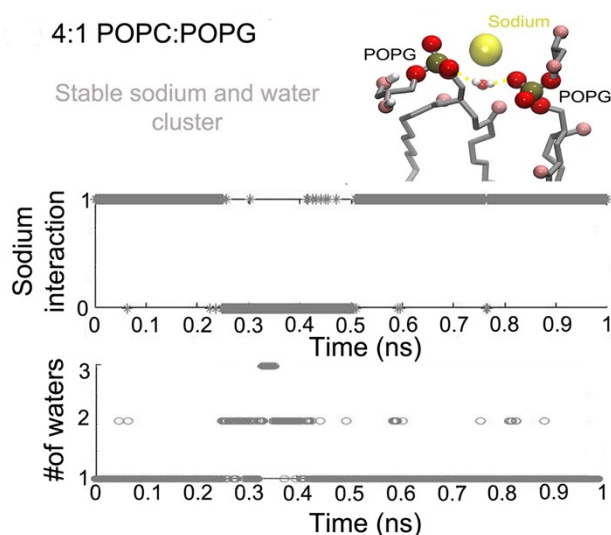 4:1 POPC:POPG
Sodium
POPG
POPG
Stable sodium and water
cluster
Sodium
interaction
1
0
0 0.1 0.2 0.3 0.4 0.5 0.6 0.7 0.8 0.9 1
Time (ns)
#of waters
3
2
1
0 0.1 0.2 0.3 0.4 0.5 0.6 0.7 0.8 0.9 1
Time (ns)